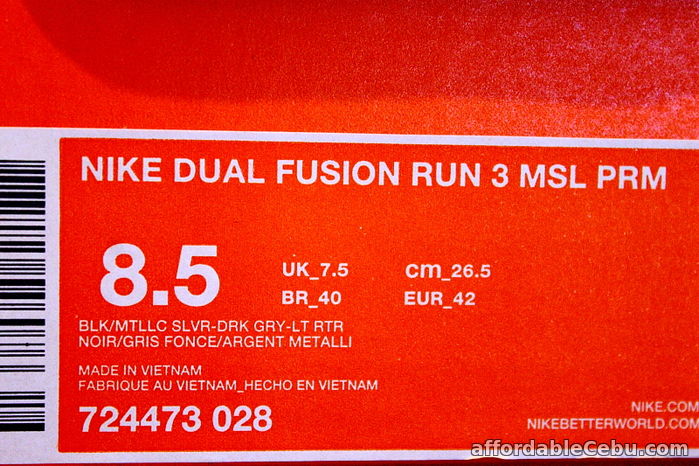 NIKE DUAL FUSION RUN 3 MSL PRM
8.5
UK_7.5 cm_26.5
BR_40 EUR_42
BLK/MTLLC SLVR-DRK GRY-LT RTR
NOIR/GRIS FONCE/ARGENT METALLI
MADE IN VIETNAM
FABRIQUE AU VIETNAM_HECHO EN VIETNAM
724473 028
NIKE.COM
NIKEBETTERWORLD.COM
affordableCebu.com